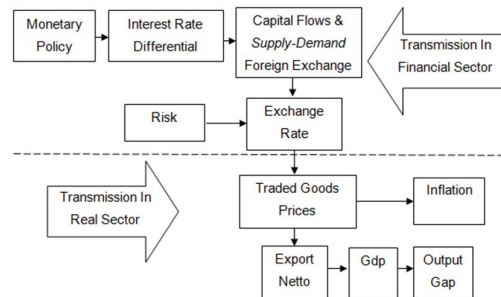 Monetary
Policy
Interest Rate
Differential
Capital Flows &
Supply-Demand
Foreign Exchange
Transmission In
Financial Sector
Risk
Exchange
Rate
Transmission In
Real Sector
Traded Goods
Prices
Inflation
Export
Netto
Gdp
Output
Gap